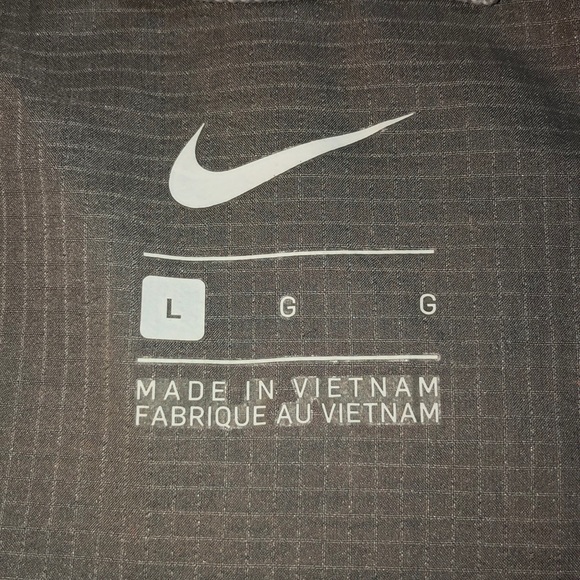 L G G
MADE IN VIETNAM
FABRIQUE AU VIETNAM